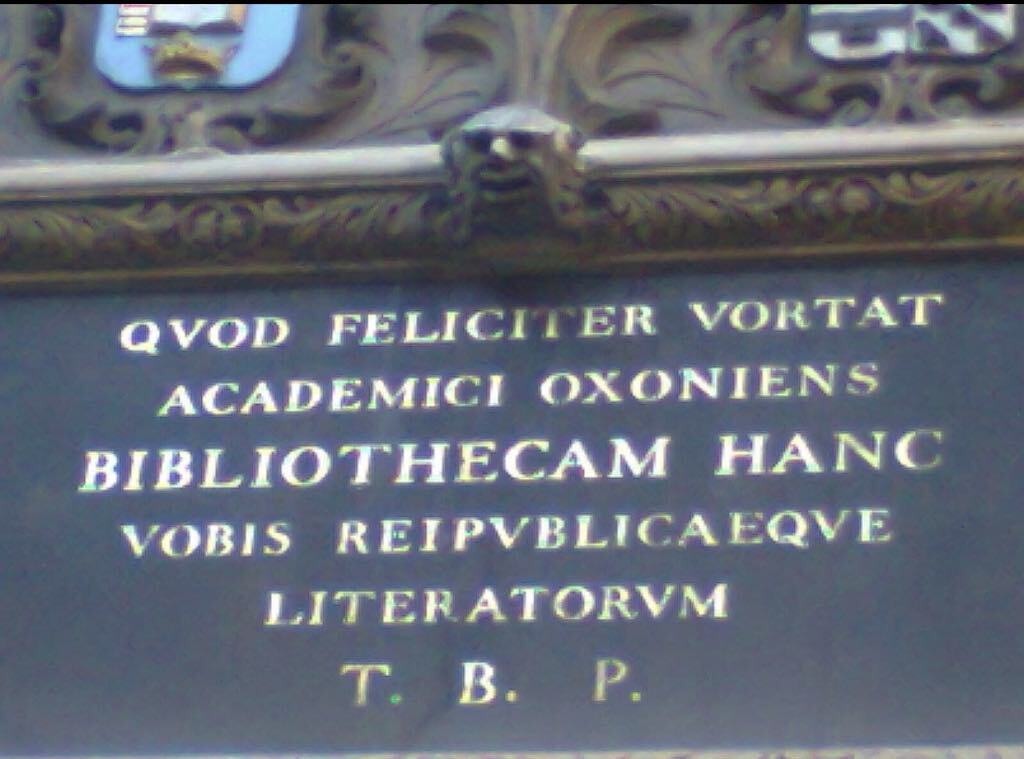 QVOD FELICITER VORTAT
ACADEMICI OXONIENS
BIBLIOTHECAM HANC
VOBIS REIPVBLICAEQVE
LITERATORVM
T. B. P.